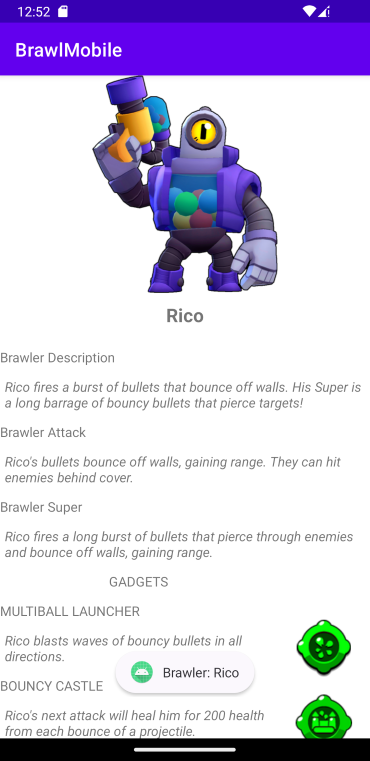 12:52
BrawlMobile
Rico
Brawler Description
Rico fires a burst of bullets that bounce off walls. His Super is
a long barrage of bouncy bullets that pierce targets!
Brawler Attack
Rico's bullets bounce off walls, gaining range. They can hit
enemies behind cover.
Brawler Super
Rico fires a long burst of bullets that pierce through enemies
and bounce off walls, gaining range.
GADGETS
MULTIBALL LAUNCHER
Rico blasts waves of bouncy bullets in all
directions.
Brawler: Rico
BOUNCY CASTLE
Rico's next attack will heal him for 200 health
from each bounce of a projectile.